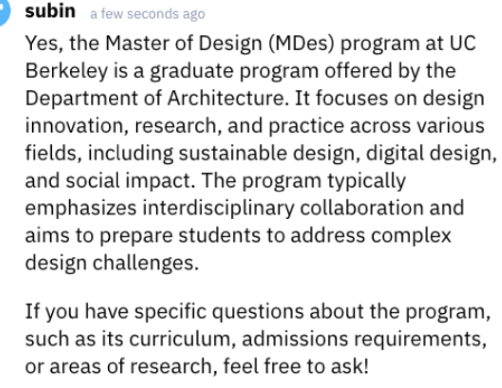 subin a few seconds ago
Yes, the Master of Design (MDes) program at UC
Berkeley is a graduate program offered by the
Department of Architecture. It focuses on design
innovation, research, and practice across various
fields, including sustainable design, digital design,
and social impact. The program typically
emphasizes interdisciplinary collaboration and
aims to prepare students to address complex
design challenges.
If you have specific questions about the program,
such as its curriculum, admissions requirements,
or areas of research, feel free to ask!